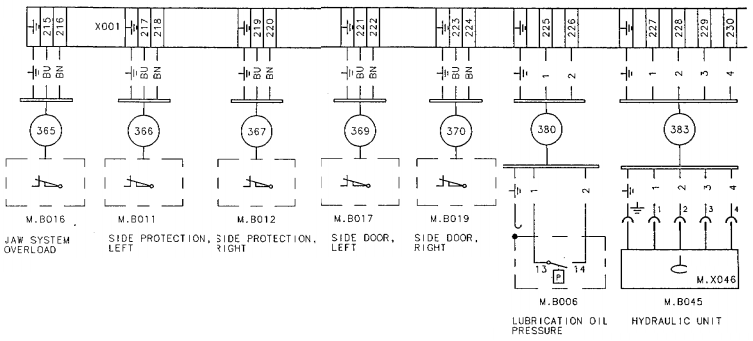 215 216 X001 217 218 219 220 221 222 223 224 225 226 227 228 229 230
BU BN BU BN BU BN BU BN BU BN 1 2 1 2 3 4
365 366 367 369 370 380 383
1 2 1 2 3 4
1 2 3 4
M.B016 M.B011 M.B012 M.B017 M.B019
JAW SYSTEM
OVERLOAD
SIDE PROTECTION,
LEFT
SIDE PROTECTION,
RIGHT
SIDE DOOR,
LEFT
SIDE DOOR,
RIGHT
13 14
P
M.X046
M.B006 M.B045
LUBRICATION OIL
PRESSURE
HYDRAULIC UNIT